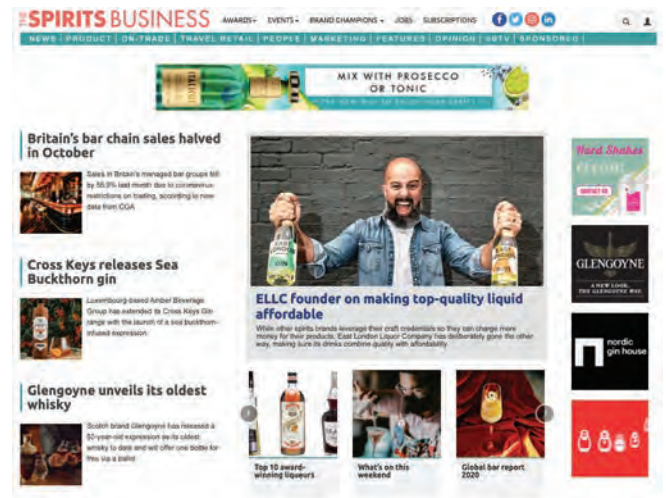 THE SPIRITS BUSINESS
AWARDS EVENTS BRAND CHAMPIONS JOBS SUBSCRIPTIONS
NEWS | PRODUCT | ON-TRADE | TRAVEL RETAIL | PEOPLE | MARKETING | FEATURES | OPINION | SBTV | SPONSORED |
MIX WITH PROSECCO
OR TONIC
Britain's bar chain sales halved
in October
Sales in Britain's managed bar groups fell
by 55.9% last month due to coronavirus
restrictions on trading, according to new
data from CGA
Cross Keys releases Sea
Buckthorn gin
Luxembourg-based Amber Beverage
Group has extended its Cross Keys Gin
range with the launch of a sea buckthorn-
infused expression.
Glengoyne unveils its oldest
whisky
Scotch brand Glengoyne has released a
50-year-old expression as its oldest
whisky to date and will offer one bottle for
free via a ballot
EAST
LONDON
GIN
ELLC founder on making top-quality liquid
affordable
While other spirits brands leverage their craft credentials so they can charge more
money for their products, East London Liquor Company has deliberately gone the other
way, making sure its drinks combine quality with affordability.
Top 10 award-
winning liqueurs
What's on this
weekend
Global bar report
2020
Hard Shakes
CONTACT US
GLENGOYNE
A NEW LOOK,
THE GLENGOYNE WAY.
nordic
gin house